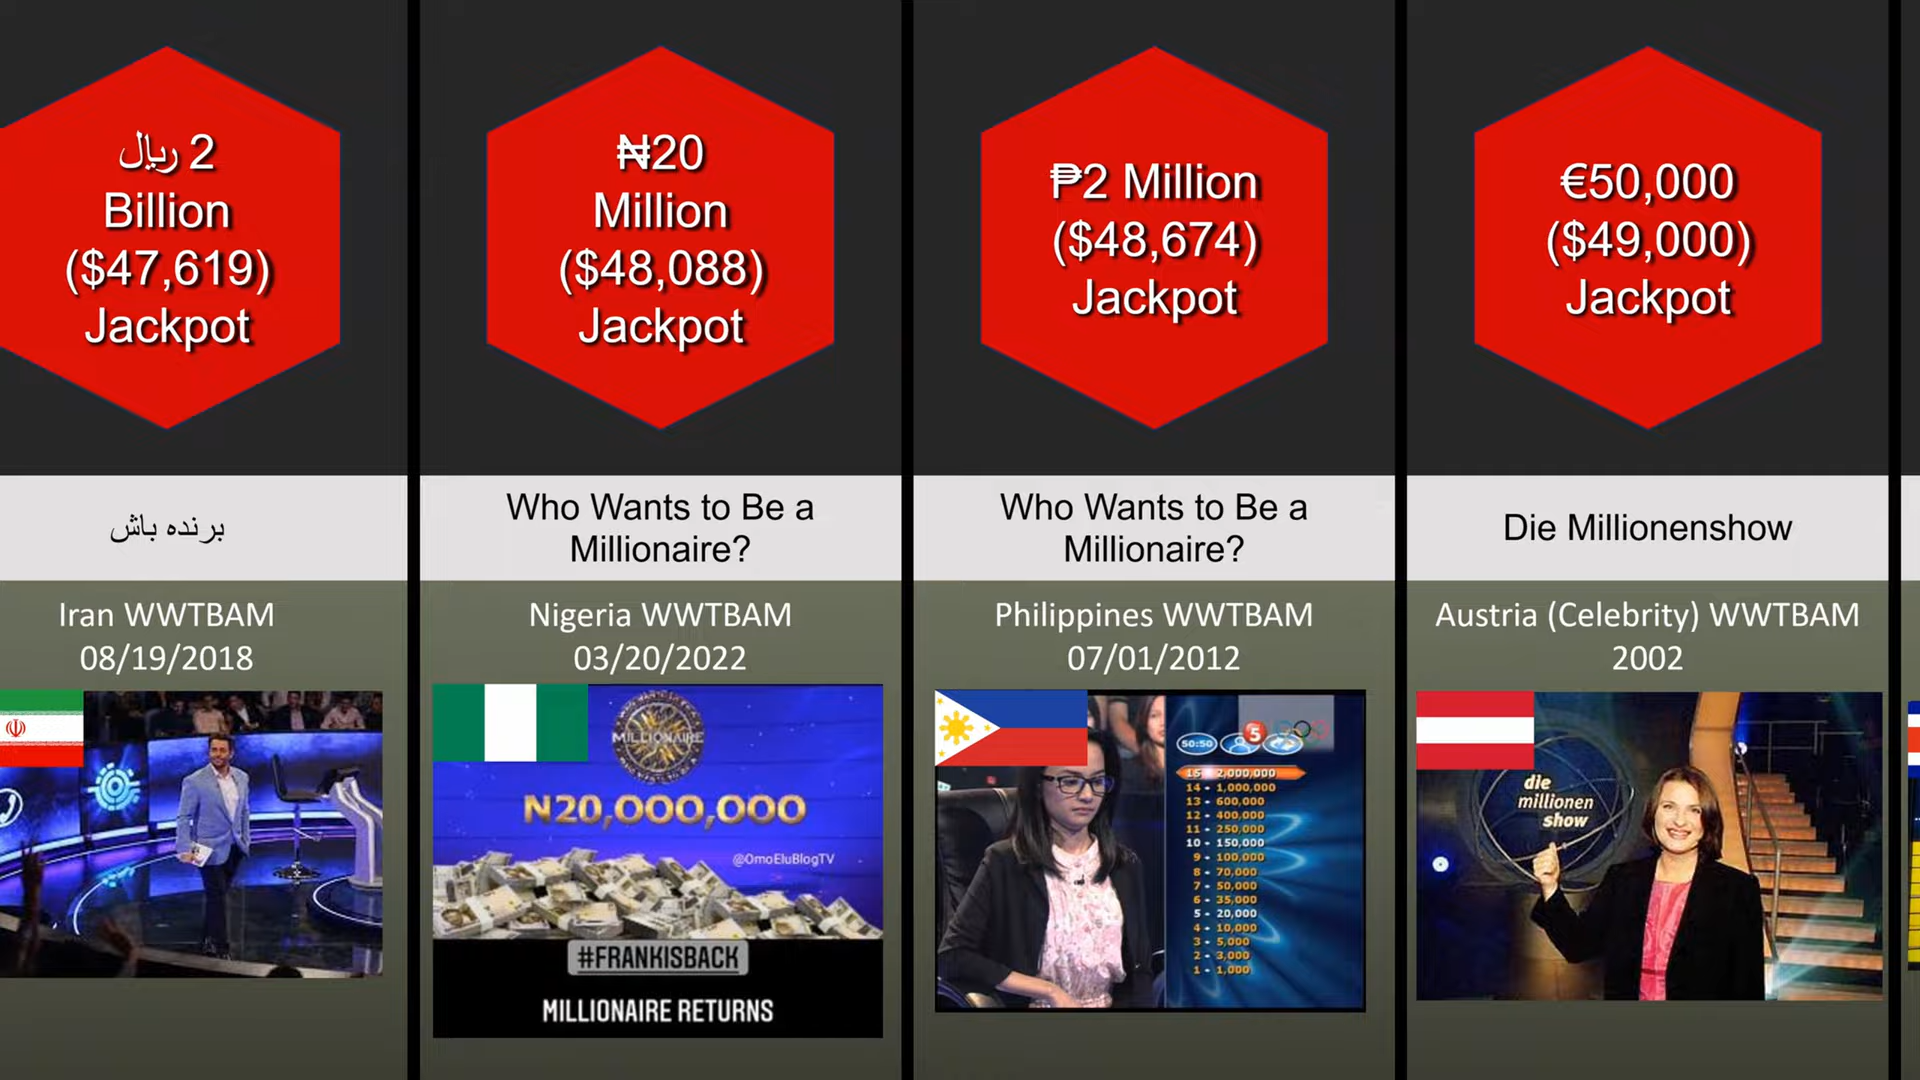 2 ریال
Billion
($47,619)
Jackpot
برنده باش
Iran WWTBAM
08/19/2018
₦20
Million
($48,088)
Jackpot
Who Wants to Be a
Millionaire?
Nigeria WWTBAM
03/20/2022
MILLIONAIRE
N20,000,000
@OmoEluBlogTV
#FRANKISBACK
MILLIONAIRE RETURNS
₱2 Million
($48,674)
Jackpot
Who Wants to Be a
Millionaire?
Philippines WWTBAM
07/01/2012
5
50:50
15 - 2,000,000
14 - 1,000,000
13 - 600,000
12 - 400,000
11 - 250,000
10 - 150,000
9 - 100,000
8 - 70,000
7 - 50,000
6 - 35,000
5 - 20,000
4 - 10,000
3 - 5,000
2 - 3,000
1 - 1,000
€50,000
($49,000)
Jackpot
Die Millionenshow
Austria (Celebrity) WWTBAM
2002
die
millionen
show